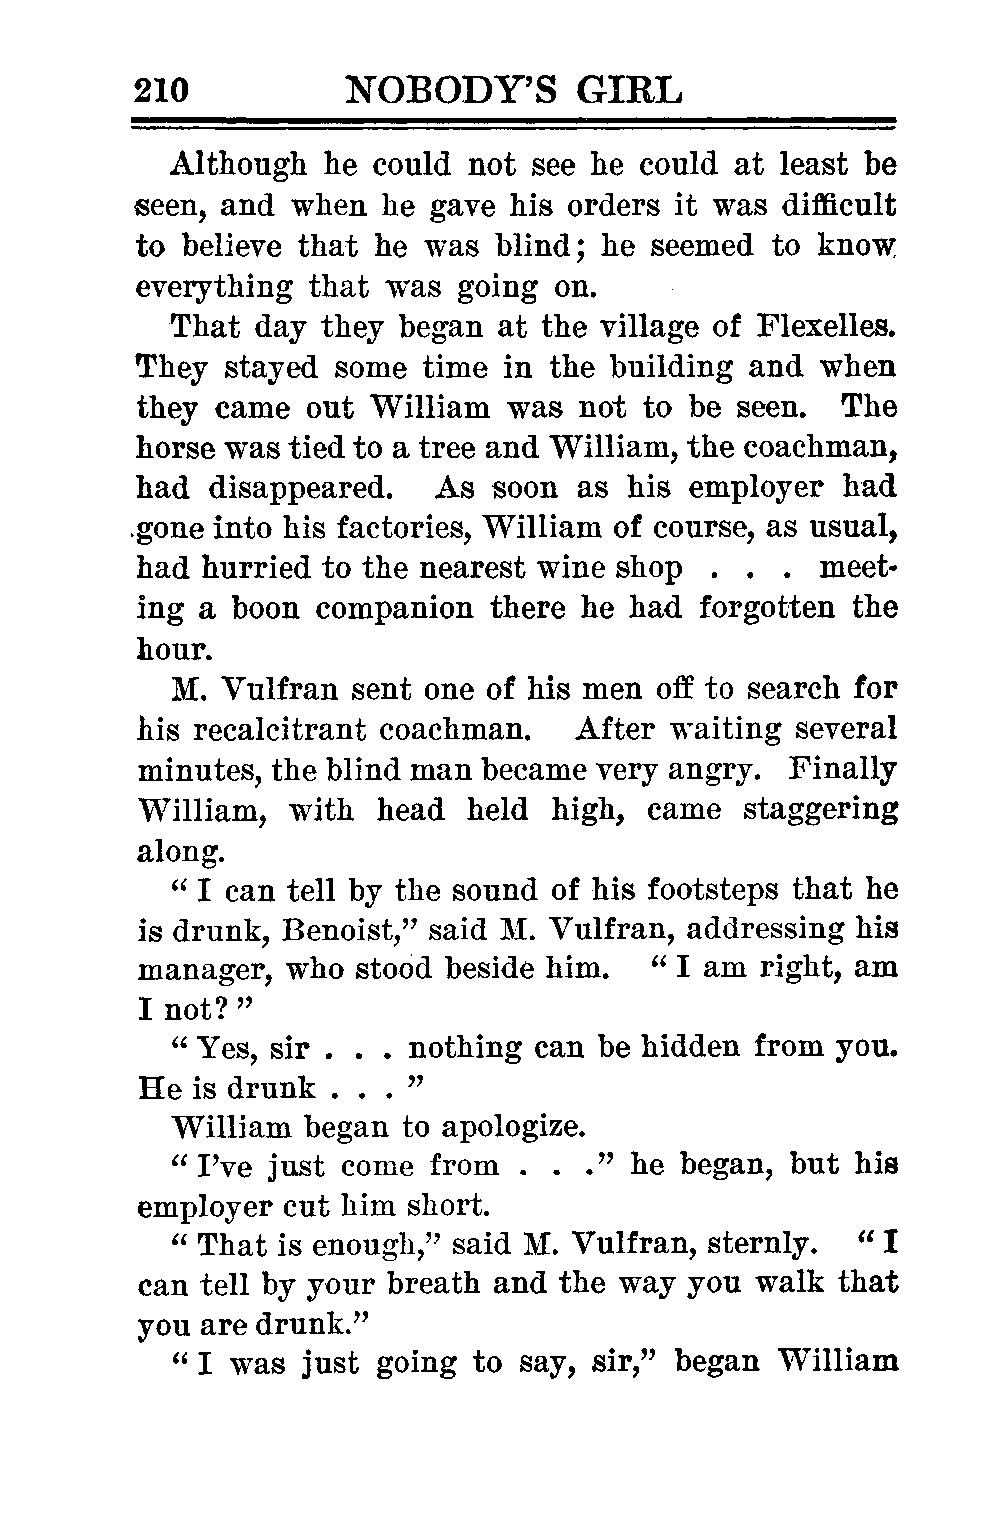 210 NOBODY'S GIRL
Although he could not see he could at least be
seen, and when he gave his orders it was difficult
to believe that he was blind; he seemed to know
everything that was going on.
That day they began at the village of Flexelles.
They stayed some time in the building and when
they came out William was not to be seen. The
horse was tied to a tree and William, the coachman,
had disappeared. As soon as his employer had
gone into his factories, William of course, as usual,
had hurried to the nearest wine shop . . . meet-
ing a boon companion there he had forgotten the
hour.
M. Vulfran sent one of his men off to search for
his recalcitrant coachman. After waiting several
minutes, the blind man became very angry. Finally
William, with head held high, came staggering
along.
" I can tell by the sound of his footsteps that he
is drunk, Benoist," said M. Vulfran, addressing his
manager, who stood beside him. " I am right, am
I not? "
" Yes, sir . . . nothing can be hidden from you.
He is drunk . . . "
William began to apologize.
" I've just come from . . ." he began, but his
employer cut him short.
" That is enough," said M. Vulfran, sternly. " I
can tell by your breath and the way you walk that
you are drunk."
" I was just going to say, sir," began William